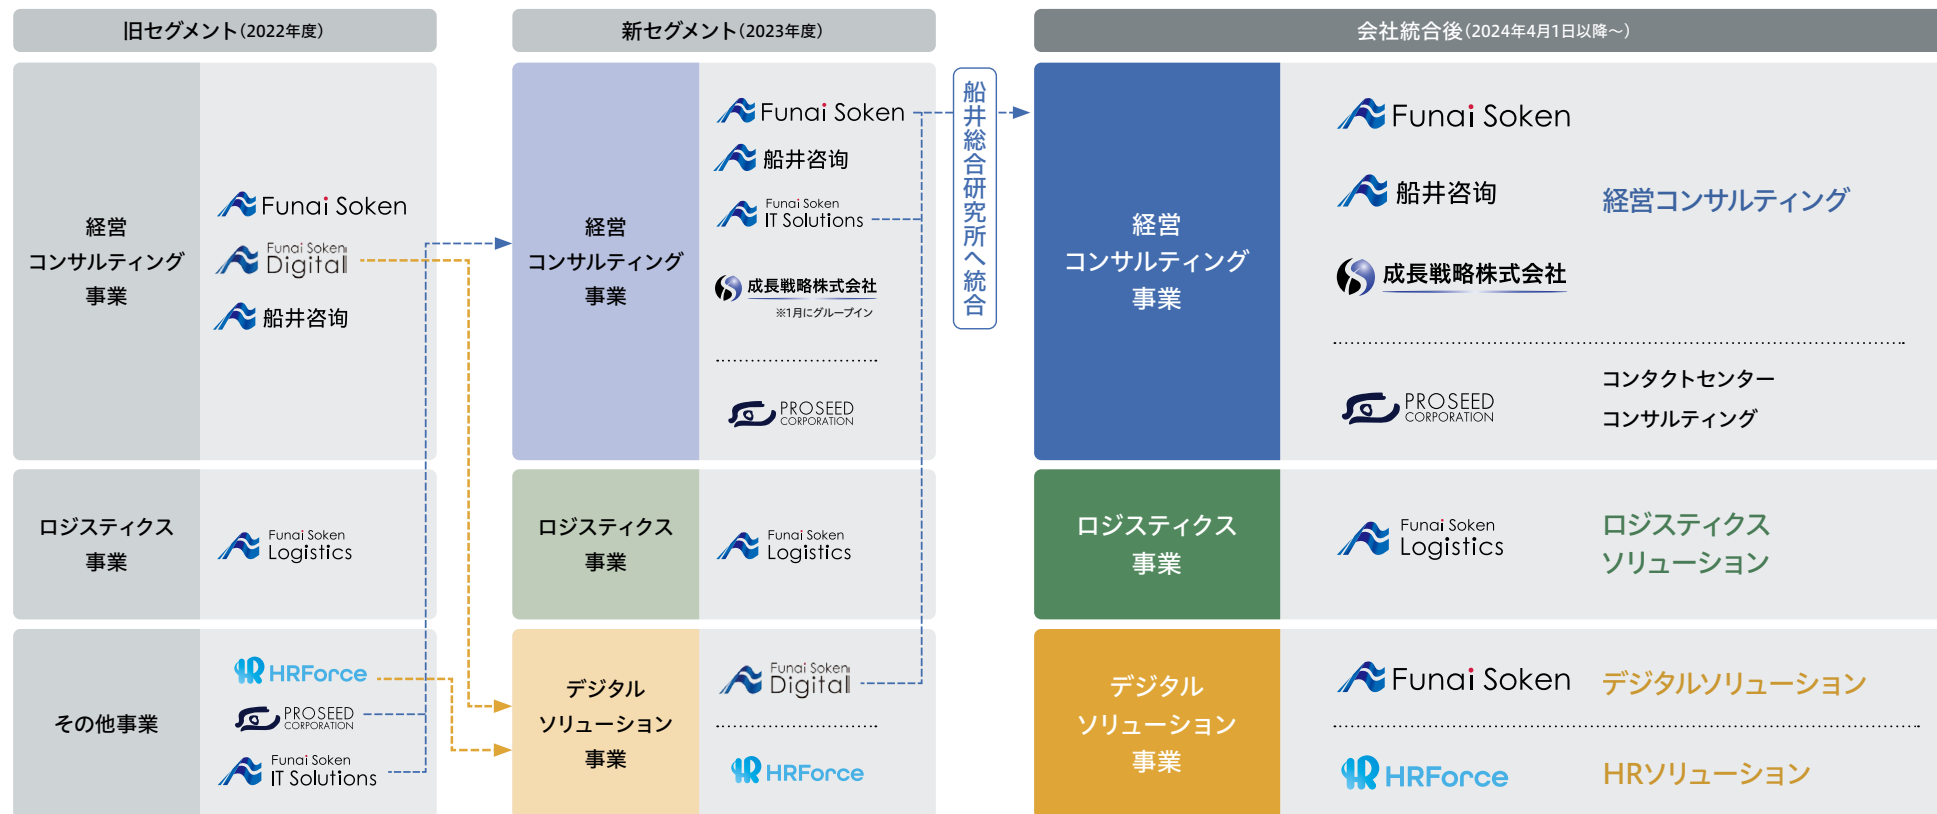 旧セグメント(2022年度)
経営
コンサルティング
事業
Funai Soken
Funai Soken
Digital
船井咨询
ロジスティクス
事業
Funai Soken
Logistics
その他事業
HRForce
PROSEED
CORPORATION
Funai Soken
IT Solutions
新セグメント(2023年度)
経営
コンサルティング
事業
Funai Soken
船井咨询
Funai Soken
IT Solutions
成長戦略株式会社
※1月にグループイン
PROSEED
CORPORATION
ロジスティクス
事業
Funai Soken
Logistics
デジタル
ソリューション
事業
Funai Soken
Digital
HRForce
船井総合研究所へ統合
会社統合後(2024年4月1日以降~)
経営
コンサルティング
事業
Funai Soken
船井咨询
経営コンサルティング
成長戦略株式会社
PROSEED
CORPORATION
コンタクトセンター
コンサルティング
ロジスティクス
事業
Funai Soken
Logistics
ロジスティクス
ソリューション
デジタル
ソリューション
事業
Funai Soken
デジタルソリューション
HRForce
HRソリューション